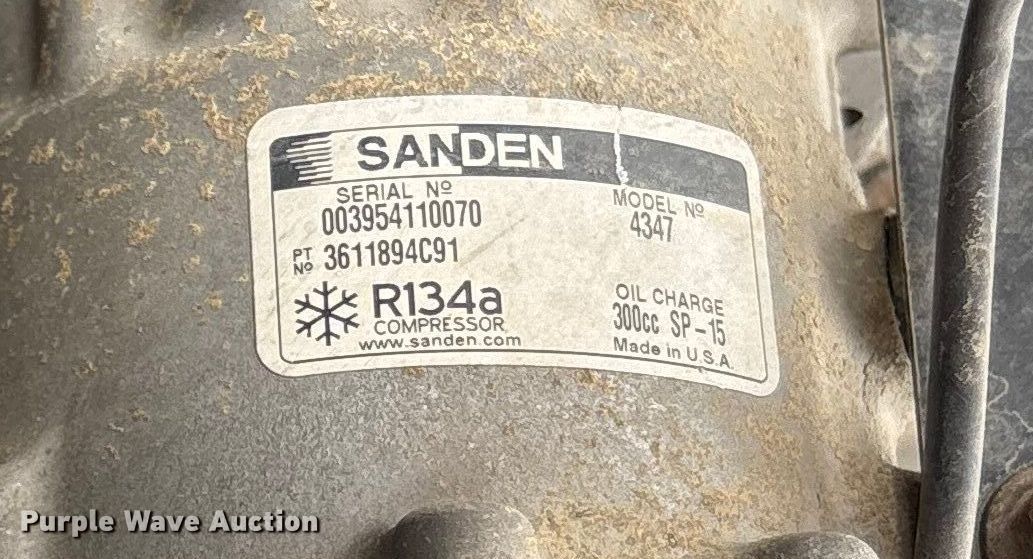 SANDEN
SERIAL Nº
003954110070
MODEL Nº
4347
PT Nº 3611894C91
R134a
COMPRESSOR
www.sanden.com
OIL CHARGE
300cc SP-15
Made in U.S.A.
Purple Wave Auction